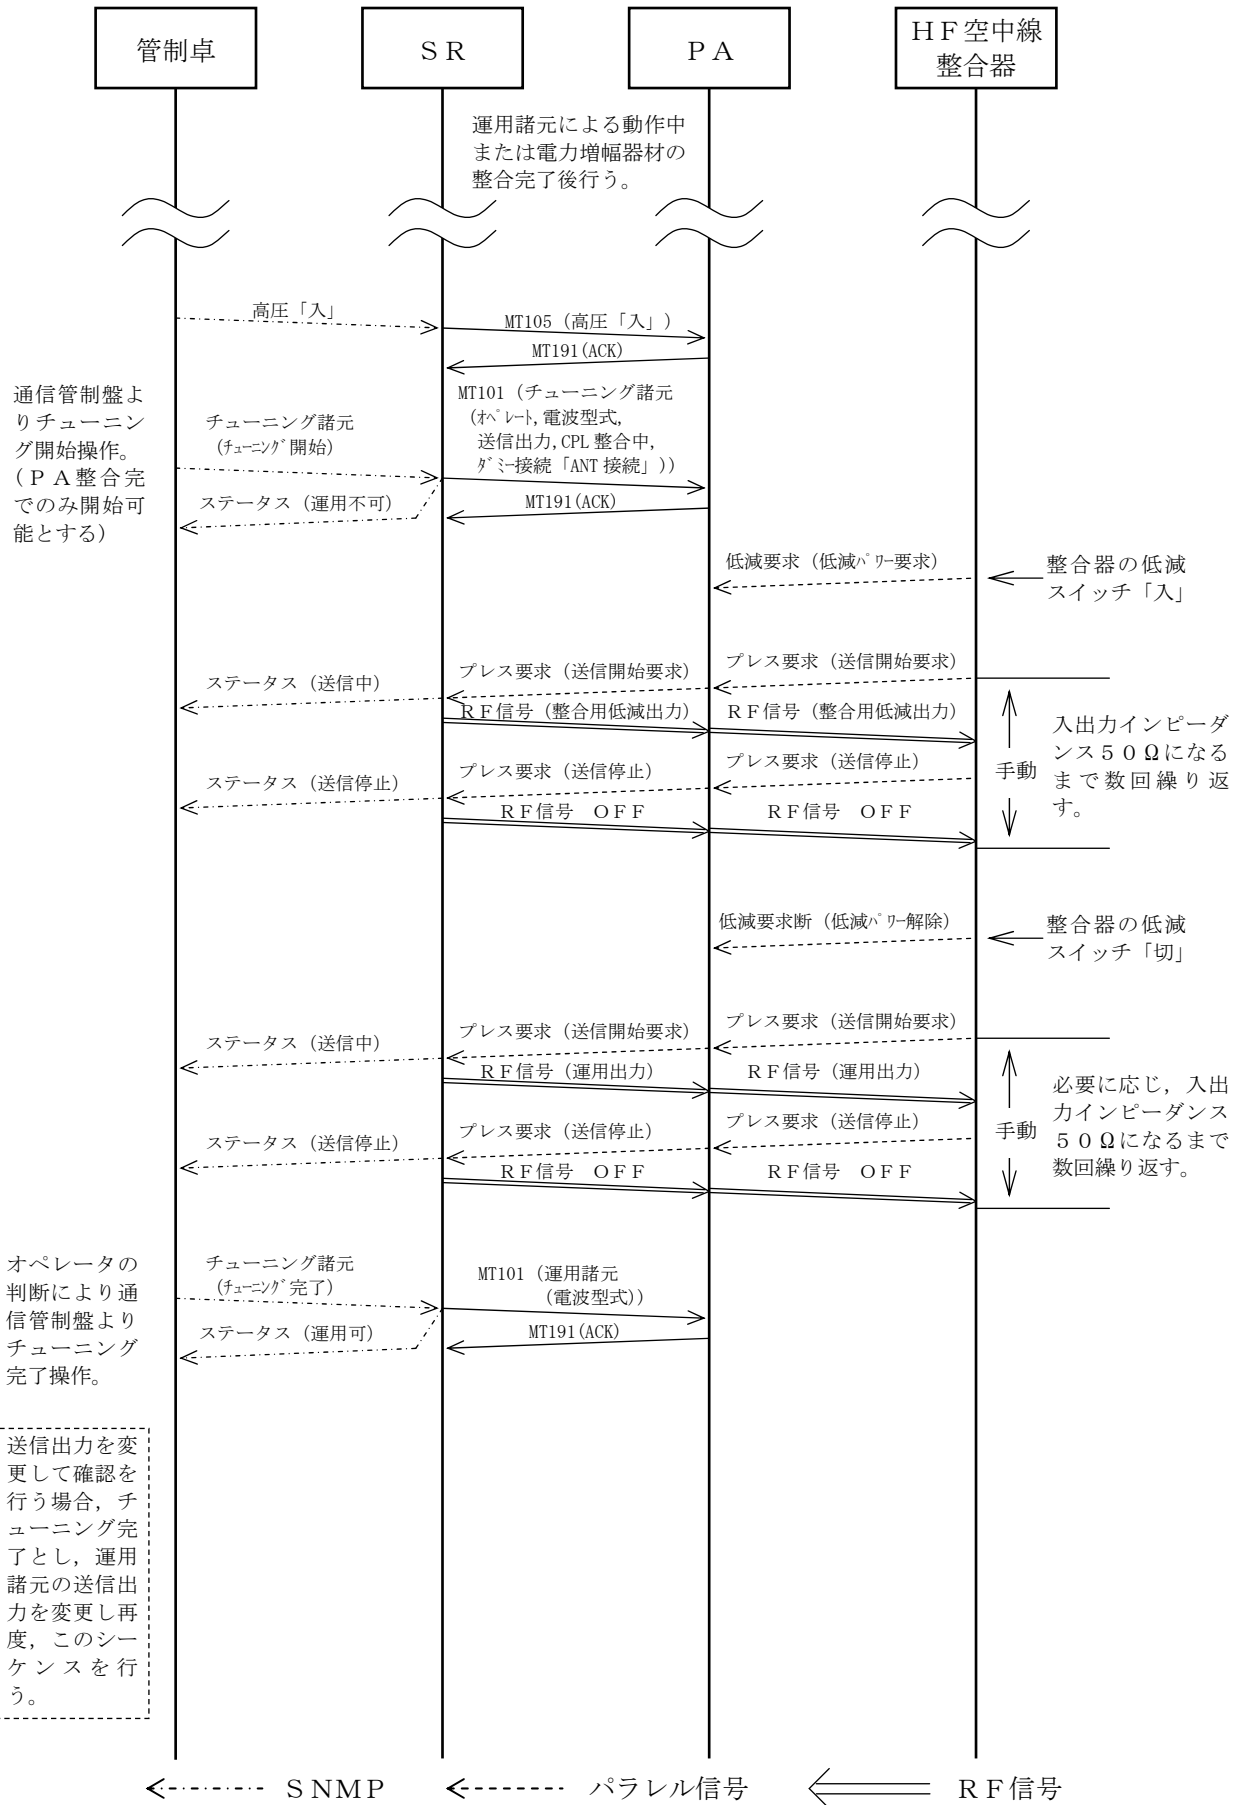 管制卓
ＳＲ
ＰＡ
ＨＦ空中線
整合器
運用諸元による動作中
または電力増幅器材の
整合完了後行う。
高圧「入」
MT105（高圧「入」）
MT191(ACK)
通信管制盤よ
りチューニン
グ開始操作。
（ＰＡ整合完
でのみ開始可
能とする）
チューニング諸元
（ﾁｭｰﾆﾝｸﾞ開始）
MT101（チューニング諸元
（ｵﾍﾟﾚｰﾄ,電波型式,
送信出力,CPL整合中,
ﾀﾞﾐｰ接続「ANT接続」））
ステータス（運用不可）
MT191(ACK)
低減要求（低減ﾊﾟﾜｰ要求）
整合器の低減
スイッチ「入」
ステータス（送信中）
プレス要求（送信開始要求）
プレス要求（送信開始要求）
ＲＦ信号（整合用低減出力）
ＲＦ信号（整合用低減出力）
ステータス（送信停止）
プレス要求（送信停止）
プレス要求（送信停止）
ＲＦ信号　ＯＦＦ
ＲＦ信号　ＯＦＦ
手動
入出力インピーダ
ンス５０Ωになる
まで数回繰り返
す。
低減要求断（低減ﾊﾟﾜｰ解除）
整合器の低減
スイッチ「切」
ステータス（送信中）
プレス要求（送信開始要求）
プレス要求（送信開始要求）
ＲＦ信号（運用出力）
ＲＦ信号（運用出力）
ステータス（送信停止）
プレス要求（送信停止）
プレス要求（送信停止）
ＲＦ信号　ＯＦＦ
ＲＦ信号　ＯＦＦ
手動
必要に応じ，入出
力インピーダンス
５０Ωになるまで
数回繰り返す。
オペレータの
判断により通
信管制盤より
チューニング
完了操作。
チューニング諸元
（ﾁｭｰﾆﾝｸﾞ完了）
MT101（運用諸元
（電波型式））
ステータス（運用可）
MT191(ACK)
送信出力を変
更して確認を
行う場合，チ
ューニング完
了とし，運用
諸元の送信出
力を変更し再
度，このシー
ケンスを行
う。
ＳＮＭＰ
パラレル信号
ＲＦ信号